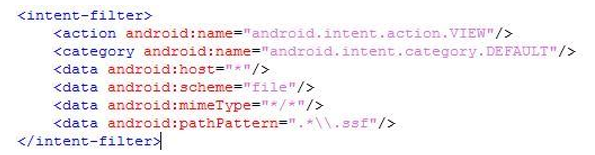 <intent-filter>
<action android:name="android.intent.action.VIEW"/>
<category android:name="android.intent.category.DEFAULT"/>
<data android:host="*"/>
<data android:scheme="file"/>
<data android:mimeType="*/*"/>
<data android:pathPattern=".*\\.ssf"/>
</intent-filter>